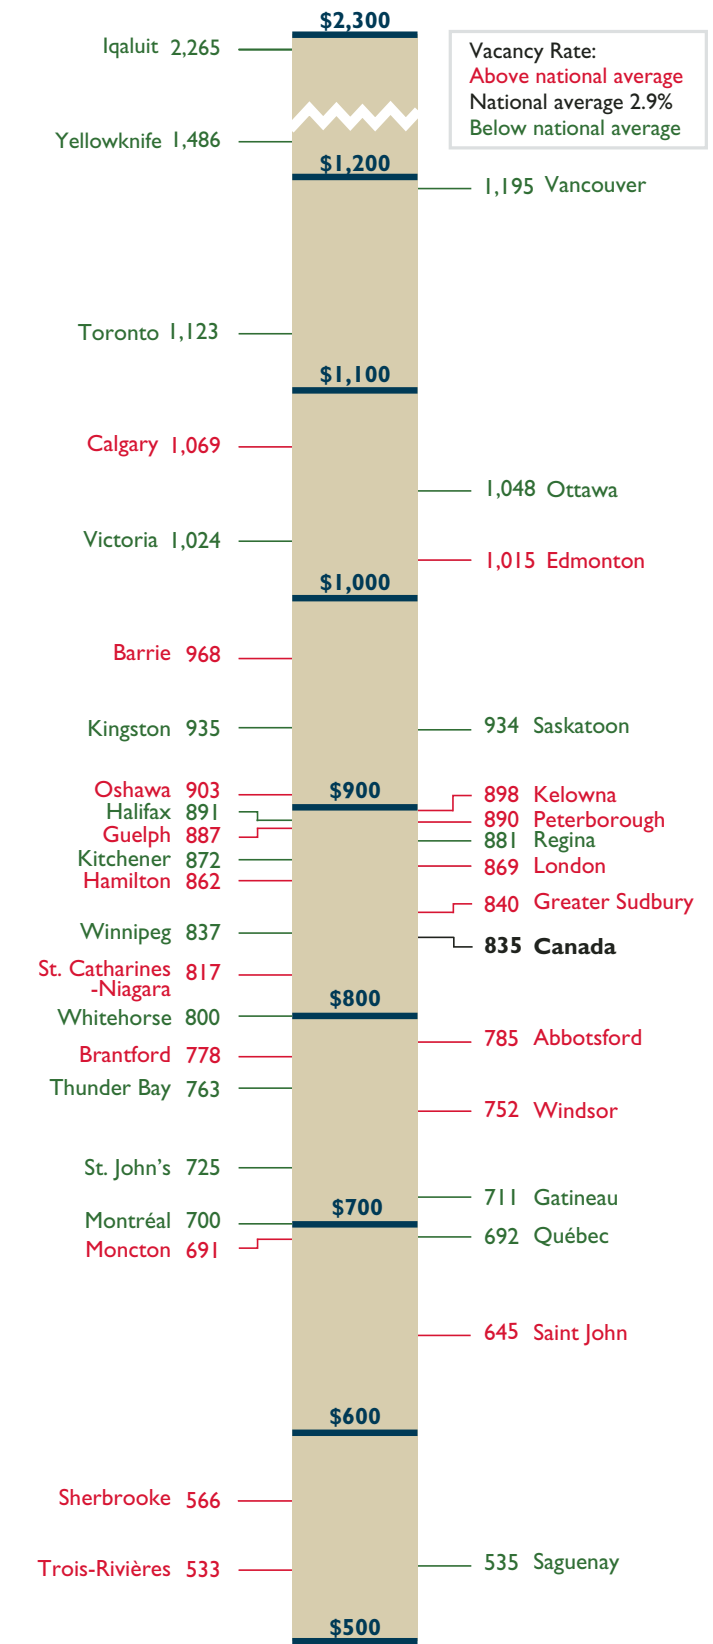 $2,300
Iqaluit 2,265
Vacancy Rate:
Above national average
National average 2.9%
Below national average
Yellowknife 1,486
$1,200
1,195 Vancouver
Toronto 1,123
$1,100
Calgary 1,069
1,048 Ottawa
Victoria 1,024
1,015 Edmonton
$1,000
Barrie 968
Kingston 935
934 Saskatoon
Oshawa 903
$900
898 Kelowna
Halifax 891
890 Peterborough
Guelph 887
881 Regina
Kitchener 872
869 London
Hamilton 862
840 Greater Sudbury
Winnipeg 837
835 Canada
St. Catharines 817
-Niagara
$800
Whitehorse 800
785 Abbotsford
Brantford 778
Thunder Bay 763
752 Windsor
St. John's 725
711 Gatineau
$700
Montréal 700
692 Québec
Moncton 691
645 Saint John
$600
Sherbrooke 566
535 Saguenay
Trois-Rivières 533
$500